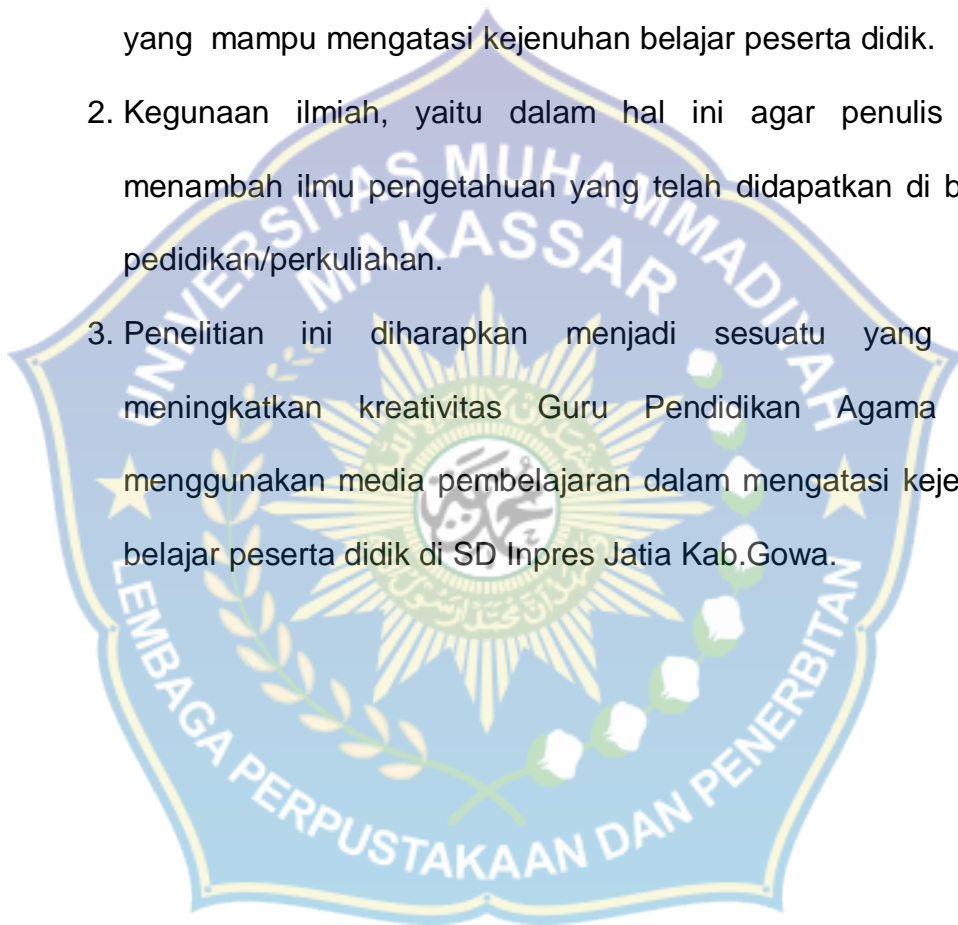 yang mampu mengatasi kejenuhan belajar peserta didik.
2. Kegunaan ilmiah, yaitu dalam hal ini agar penulis
menambah ilmu pengetahuan yang telah didapatkan di b
pedidikan/perkuliahan.
3. Penelitian ini diharapkan menjadi sesuatu yang
meningkatkan kreativitas Guru Pendidikan Agama
menggunakan media pembelajaran dalam mengatasi keje
belajar peserta didik di SD Inpres Jatia Kab.Gowa.
UNIVERSITAS MUHAMMADIYAH
MAKASSAR
LEMBAGA PERPUSTAKAAN DAN PENERBITAN